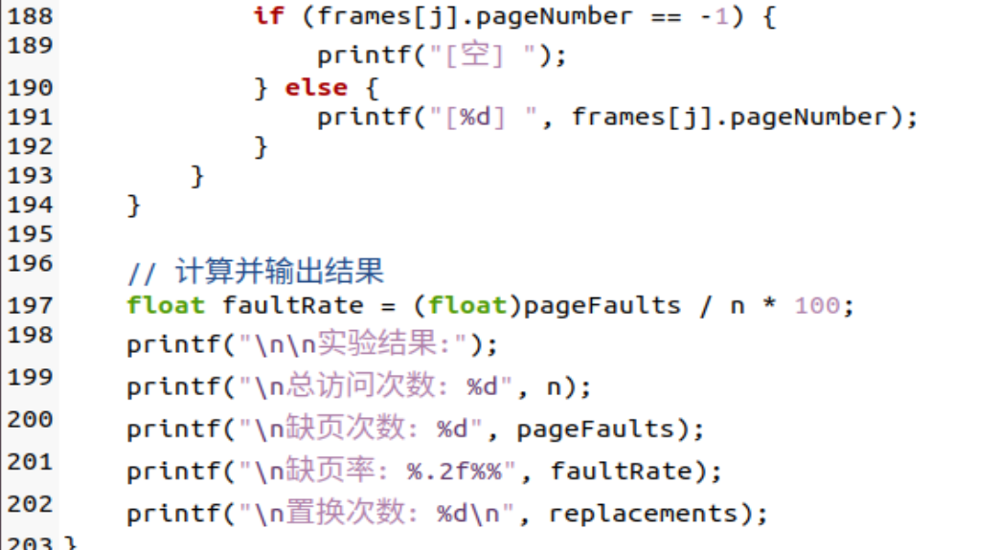 188            if (frames[j].pageNumber == -1) {
189                printf("[空] ");
190            } else {
191                printf("[%d] ", frames[j].pageNumber);
192            }
193        }
194    }
195
196    // 计算并输出结果
197    float faultRate = (float)pageFaults / n * 100;
198    printf("\n\n实验结果:");
199    printf("\n总访问次数: %d", n);
200    printf("\n缺页次数: %d", pageFaults);
201    printf("\n缺页率: %.2f%%", faultRate);
202    printf("\n置换次数: %d\n", replacements);
203 }